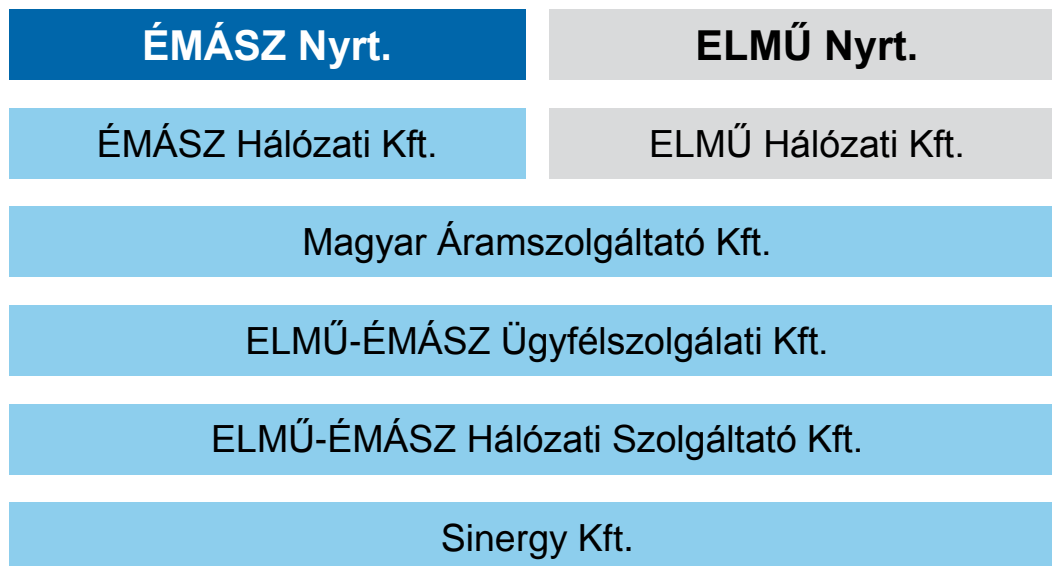 ÉMÁSZ Nyrt.
ELMŰ Nyrt.
ÉMÁSZ Hálózati Kft.
ELMŰ Hálózati Kft.
Magyar Áramszolgáltató Kft.
ELMŰ-ÉMÁSZ Ügyfélszolgálati Kft.
ELMŰ-ÉMÁSZ Hálózati Szolgáltató Kft.
Sinergy Kft.